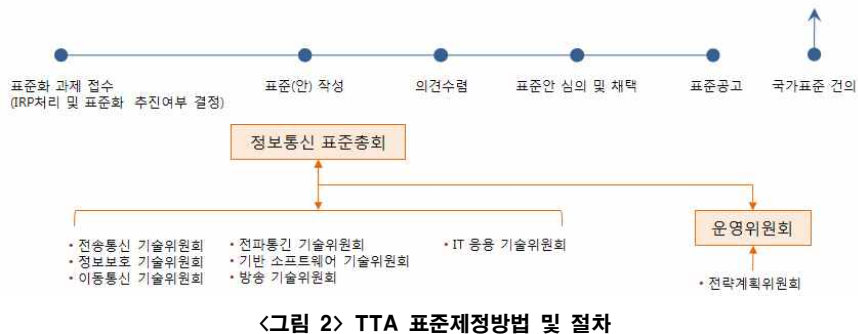 표준화 과제 접수
(IRP처리 및 표준화 추진여부 결정)
표준(안) 작성
의견수렴
표준안 심의 및 채택
표준공고
국가표준 건의
정보통신 표준총회
운영위원회
• 전송통신 기술위원회
• 정보보호 기술위원회
• 이동통신 기술위원회
• 전파통긴 기술위원회
• 기반 소프트웨어 기술위원회
• 방송 기술위원회
• IT 응용 기술위원회
• 전략계획위원회
<그림 2> TTA 표준제정방법 및 절차